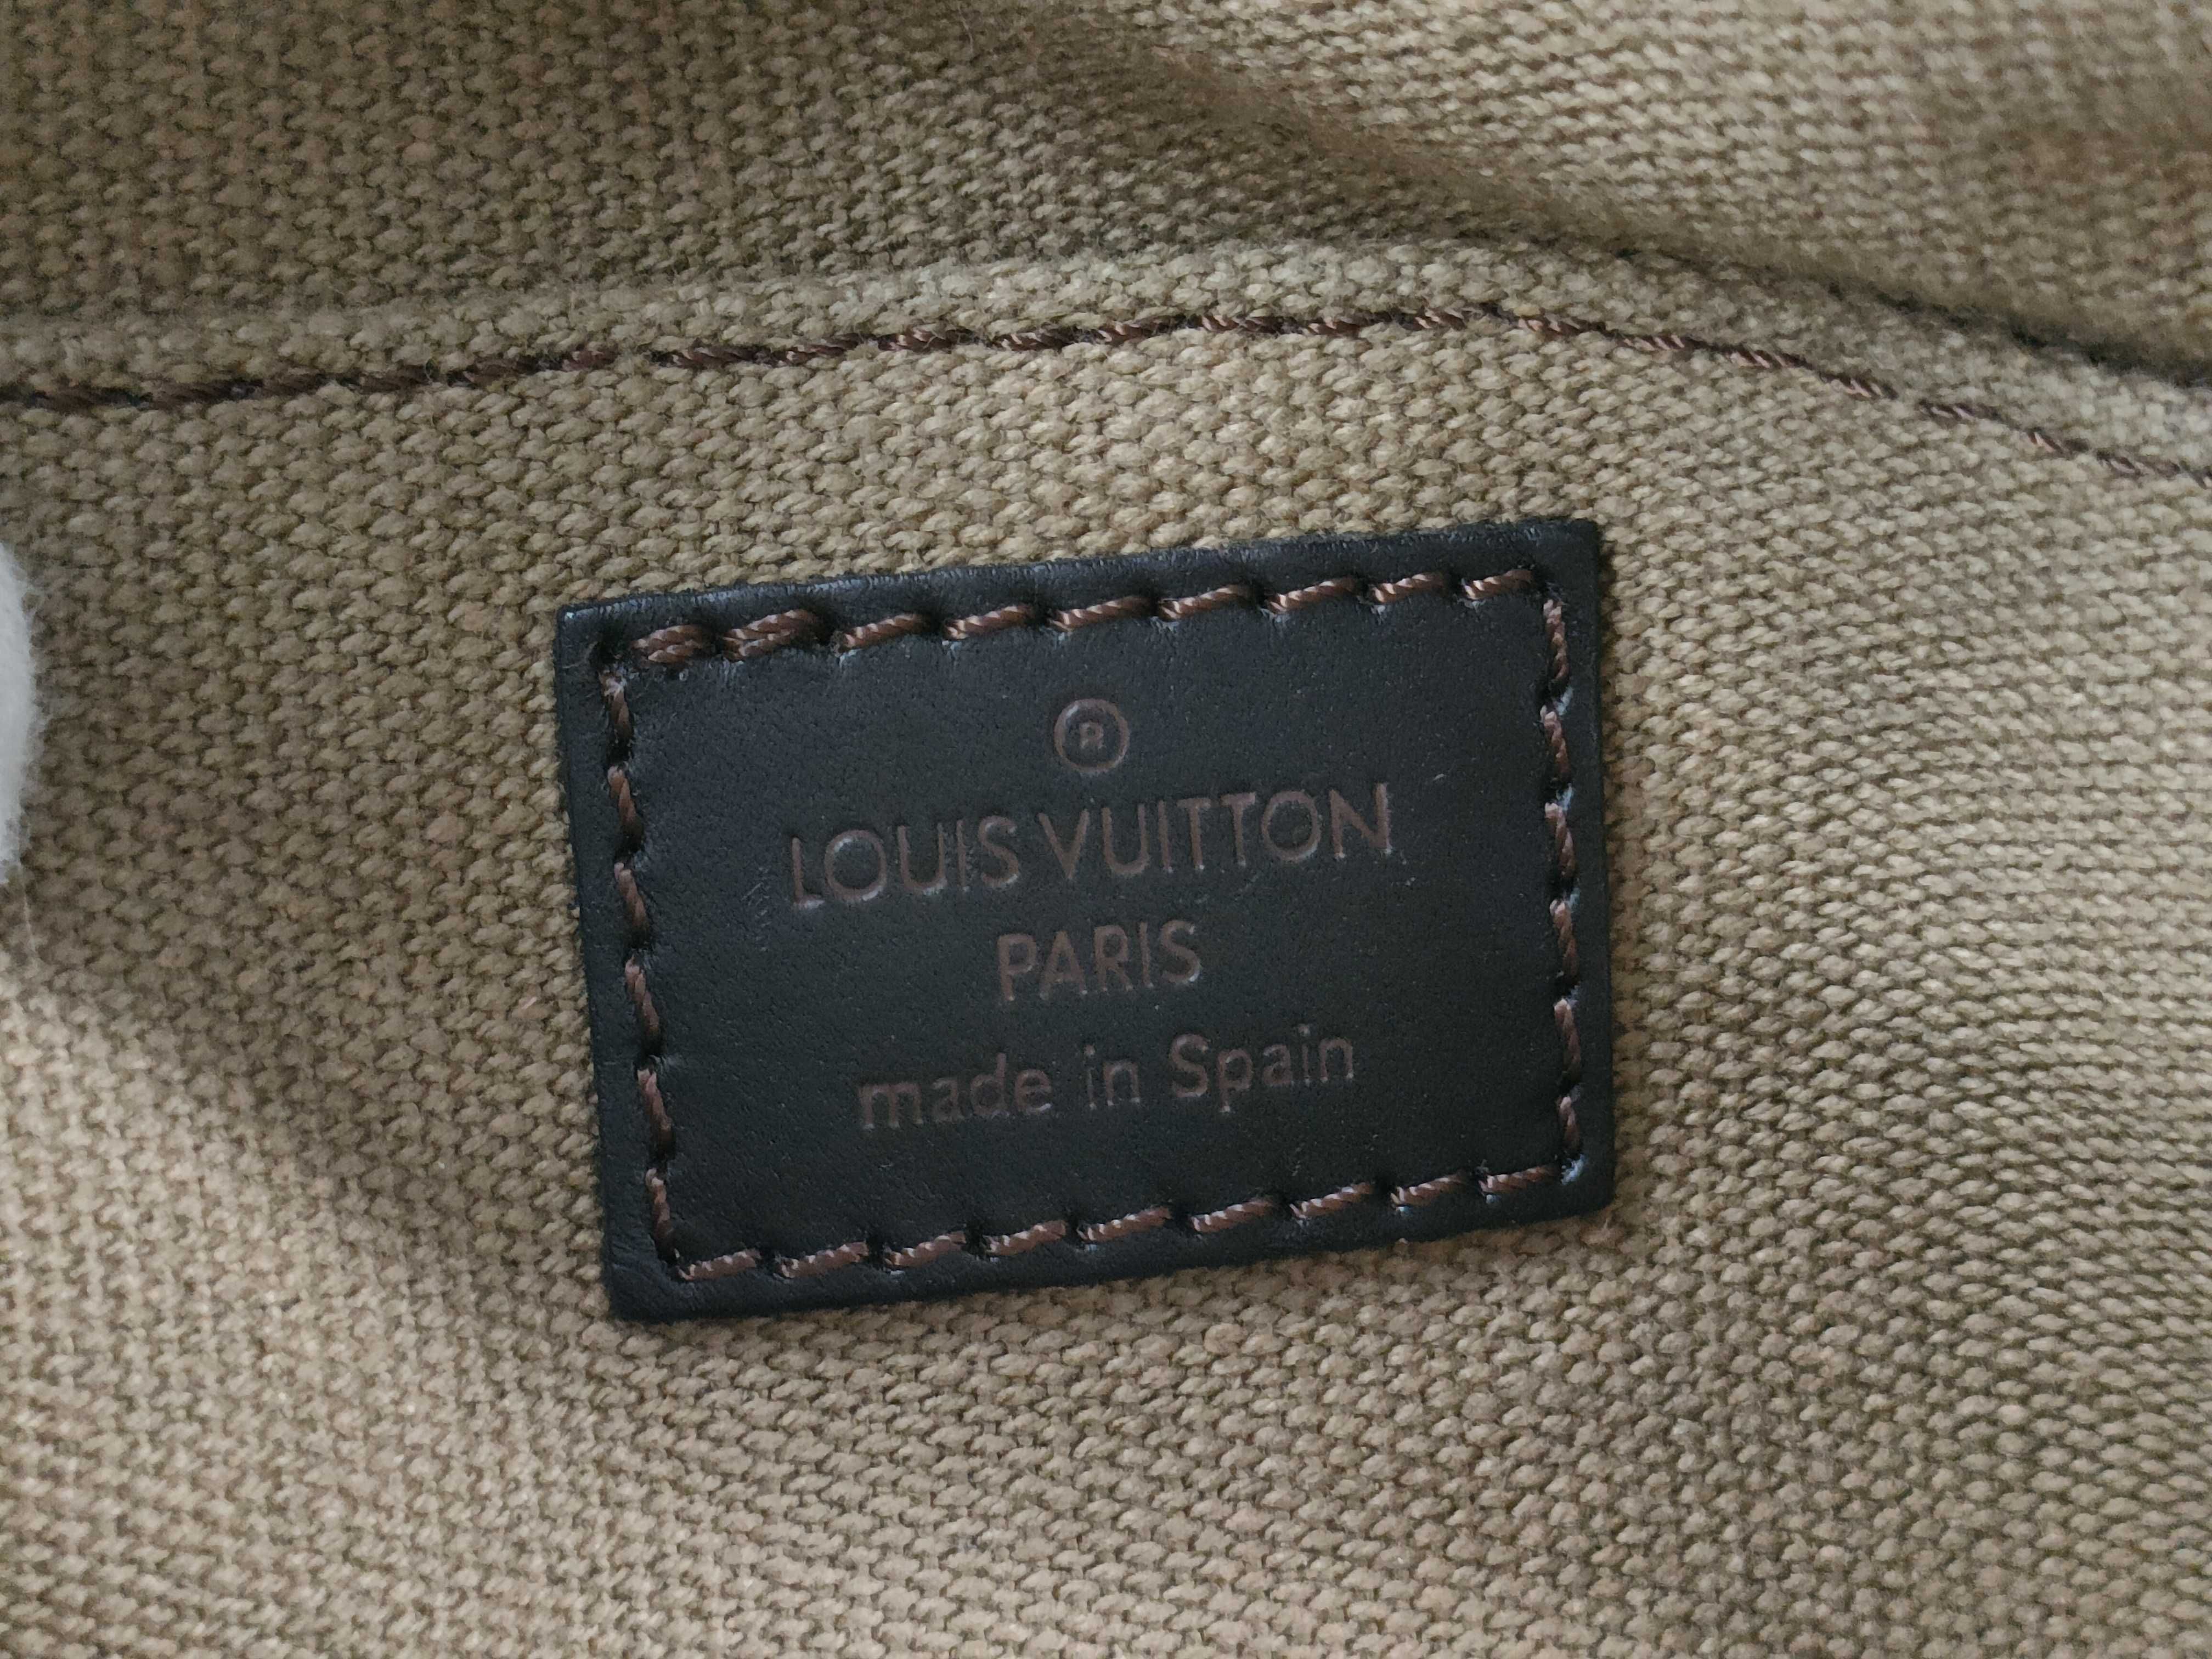 ®
LOUIS VUITTON
PARIS
made in Spain